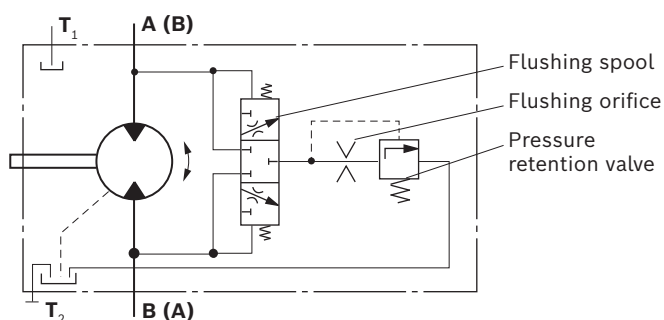 T1
A (B)
Flushing spool
Flushing orifice
Pressure
retention valve
T2
B (A)